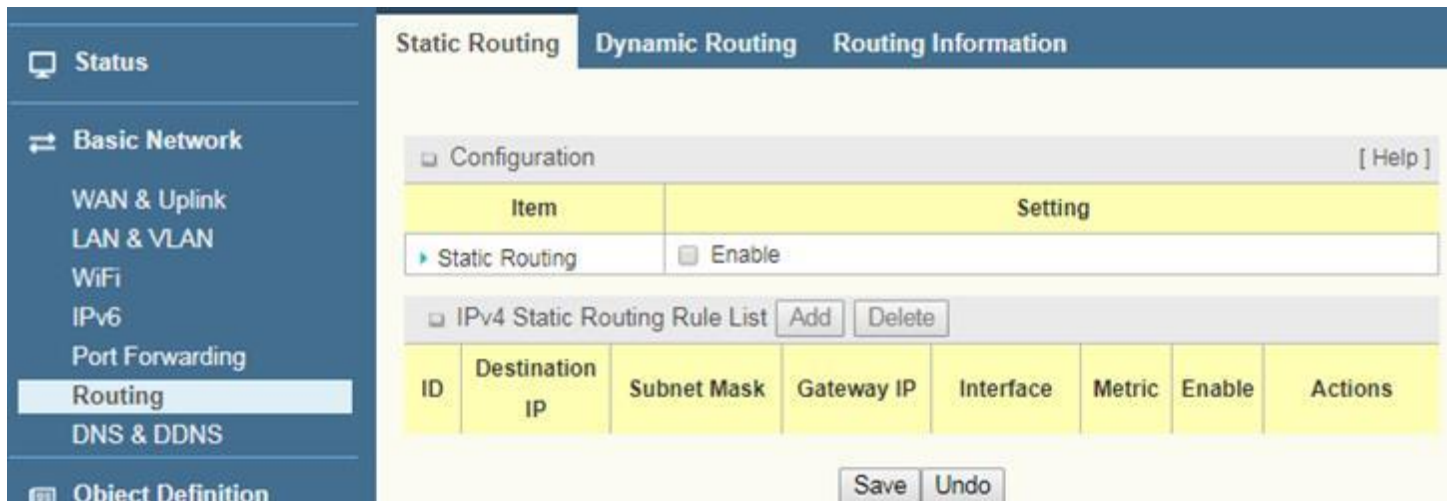 Status
Basic Network
WAN & Uplink
LAN & VLAN
WiFi
IPv6
Port Forwarding
Routing
DNS & DDNS
Object Definition
Static Routing Dynamic Routing Routing Information
Configuration [ Help ]
Item Setting
Static Routing Enable
IPv4 Static Routing Rule List Add Delete
ID Destination IP Subnet Mask Gateway IP Interface Metric Enable Actions
Save Undo